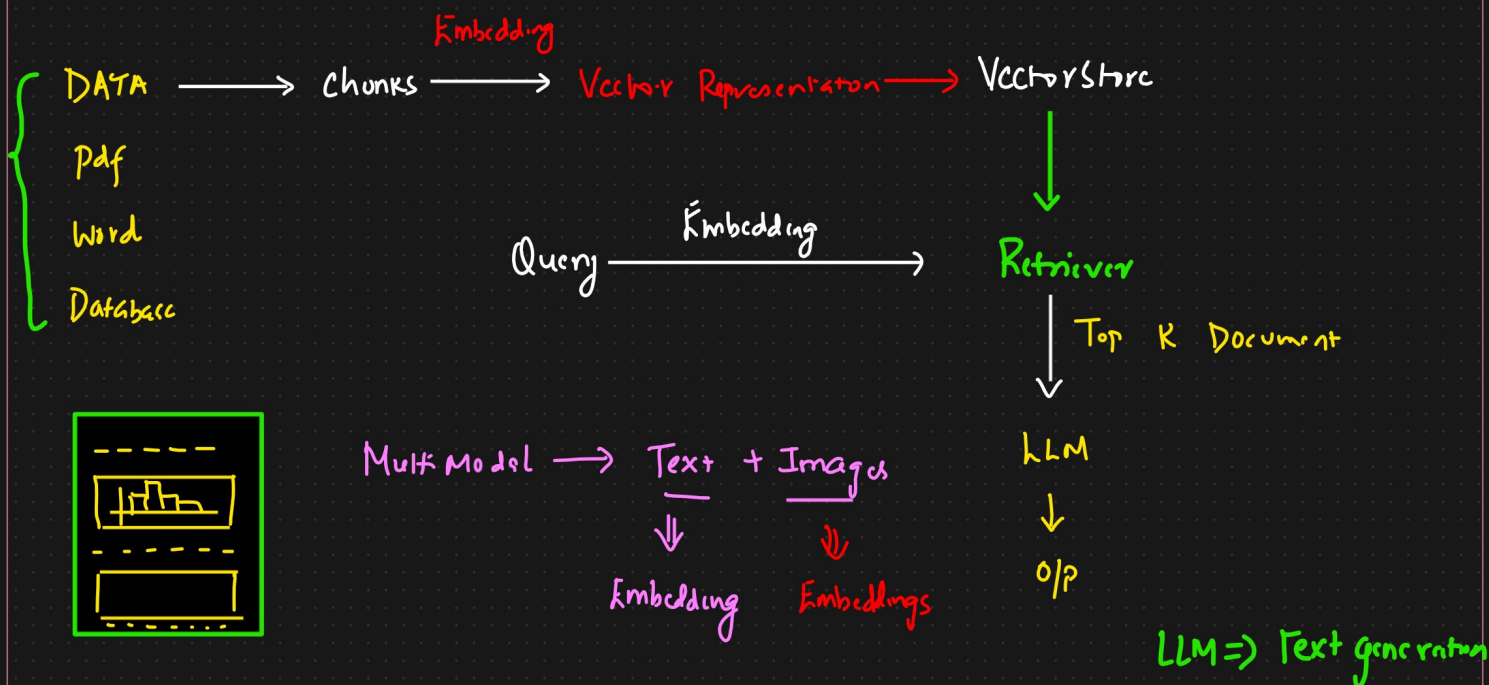 Embedding
DATA Chunks Vector Representation VectorStore
Pdf
Word
Database
Query Embedding Retriever
Top K Document
MultiModel Text + Images LLM
Embedding Embeddings O/P
LLM => Text generation